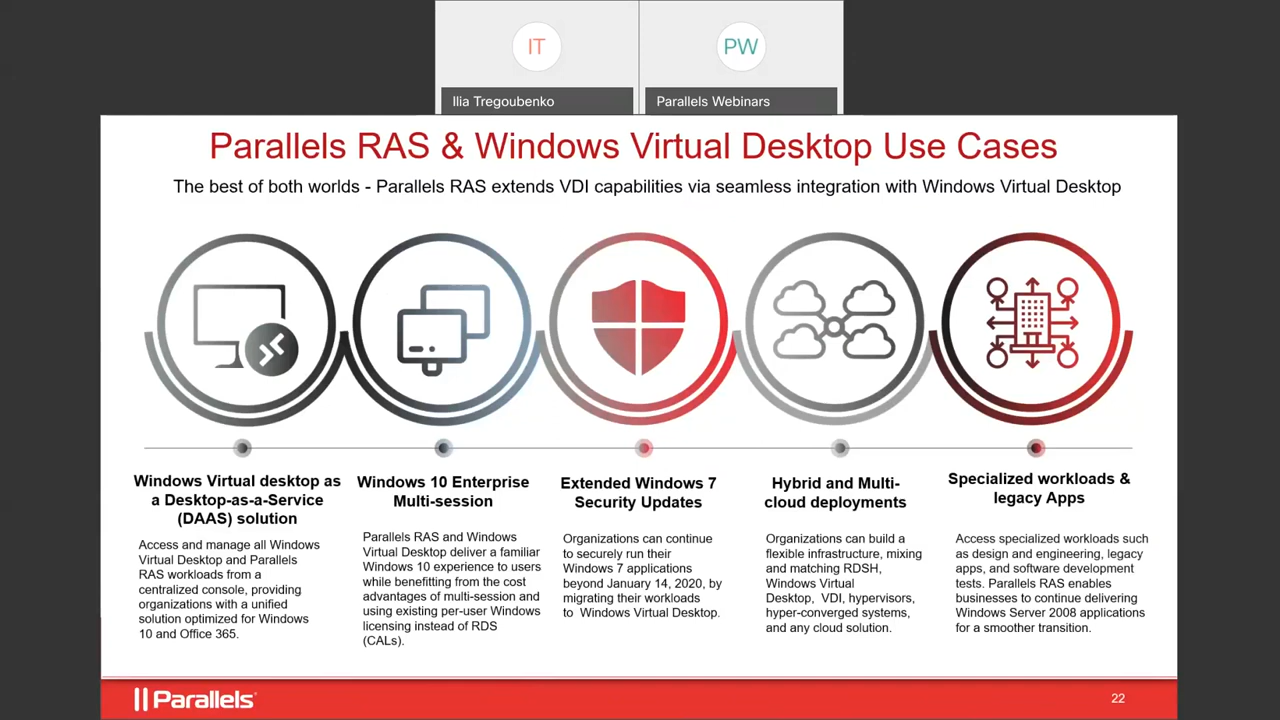 IT
PW
Ilia Tregoubenko
Parallels Webinars
Parallels RAS & Windows Virtual Desktop Use Cases
The best of both worlds - Parallels RAS extends VDI capabilities via seamless integration with Windows Virtual Desktop
Windows Virtual desktop as
a Desktop-as-a-Service
(DAAS) solution
Access and manage all Windows
Virtual Desktop and Parallels
RAS workloads from a
centralized console, providing
organizations with a unified
solution optimized for Windows
10 and Office 365.
Windows 10 Enterprise
Multi-session
Parallels RAS and Windows
Virtual Desktop deliver a familiar
Windows 10 experience to users
while benefitting from the cost
advantages of multi-session and
using existing per-user Windows
licensing instead of RDS
(CALs).
Extended Windows 7
Security Updates
Organizations can continue
to securely run their
Windows 7 applications
beyond January 14, 2020, by
migrating their workloads
to Windows Virtual Desktop.
Hybrid and Multi-
cloud deployments
Organizations can build a
flexible infrastructure, mixing
and matching RDSH,
Windows Virtual
Desktop, VDI, hypervisors,
hyper-converged systems,
and any cloud solution.
Specialized workloads &
legacy Apps
Access specialized workloads such
as design and engineering, legacy
apps, and software development
tests. Parallels RAS enables
businesses to continue delivering
Windows Server 2008 applications
for a smoother transition.
Parallels
22